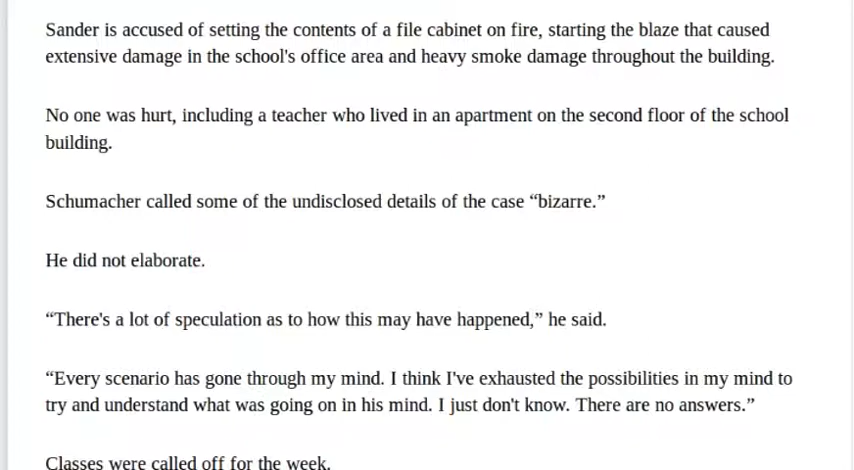 Sander is accused of setting the contents of a file cabinet on fire, starting the blaze that caused
extensive damage in the school's office area and heavy smoke damage throughout the building.
No one was hurt, including a teacher who lived in an apartment on the second floor of the school
building.
Schumacher called some of the undisclosed details of the case “bizarre.”
He did not elaborate.
“There's a lot of speculation as to how this may have happened,” he said.
“Every scenario has gone through my mind. I think I've exhausted the possibilities in my mind to
try and understand what was going on in his mind. I just don't know. There are no answers.”
Classes were called off for the week.